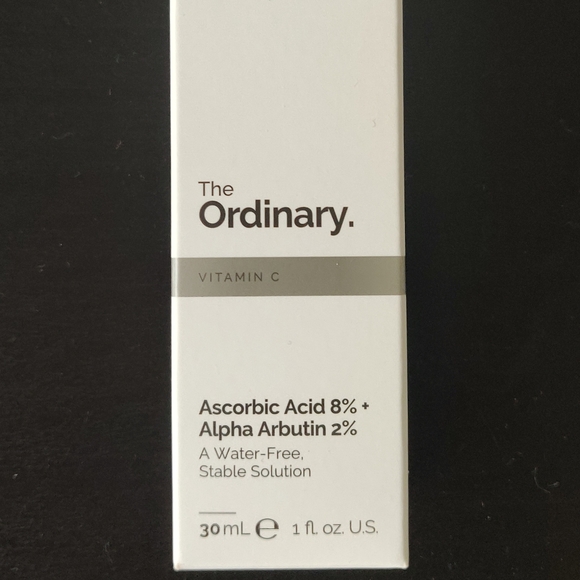 The
Ordinary.
VITAMIN C
Ascorbic Acid 8% +
Alpha Arbutin 2%
A Water-Free,
Stable Solution
30 mL ℮ 1 fl. oz. U.S.